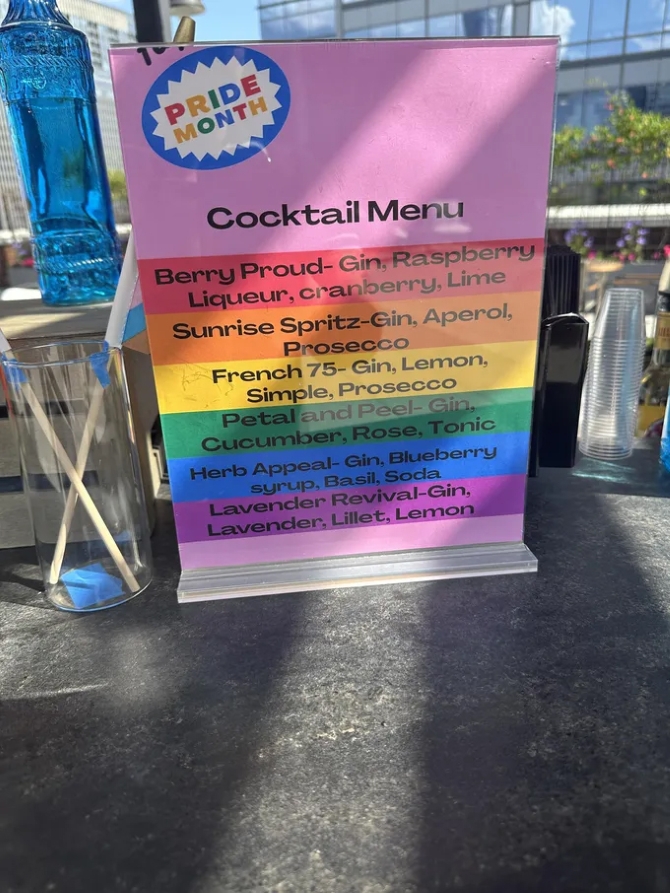 PRIDE
MONTH
Cocktail Menu
Berry Proud- Gin, Raspberry
Liqueur, cranberry, Lime
Sunrise Spritz-Gin, Aperol,
Prosecco
French 75- Gin, Lemon,
Simple, Prosecco
Petal and Peel- Gin,
Cucumber, Rose, Tonic
Herb Appeal- Gin, Blueberry
syrup, Basil, Soda
Lavender Revival-Gin,
Lavender, Lillet, Lemon